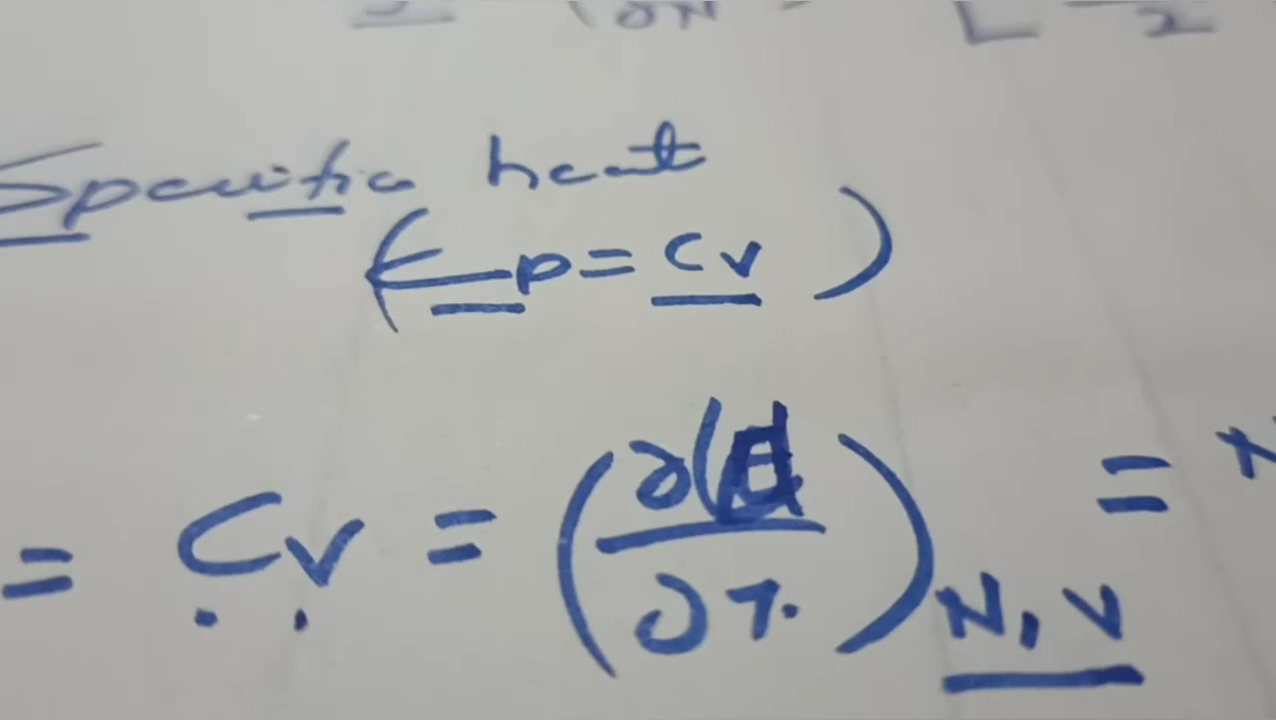 Specific heat
(Cp = Cv)
= Cv = (∂U/∂T)N,V = N